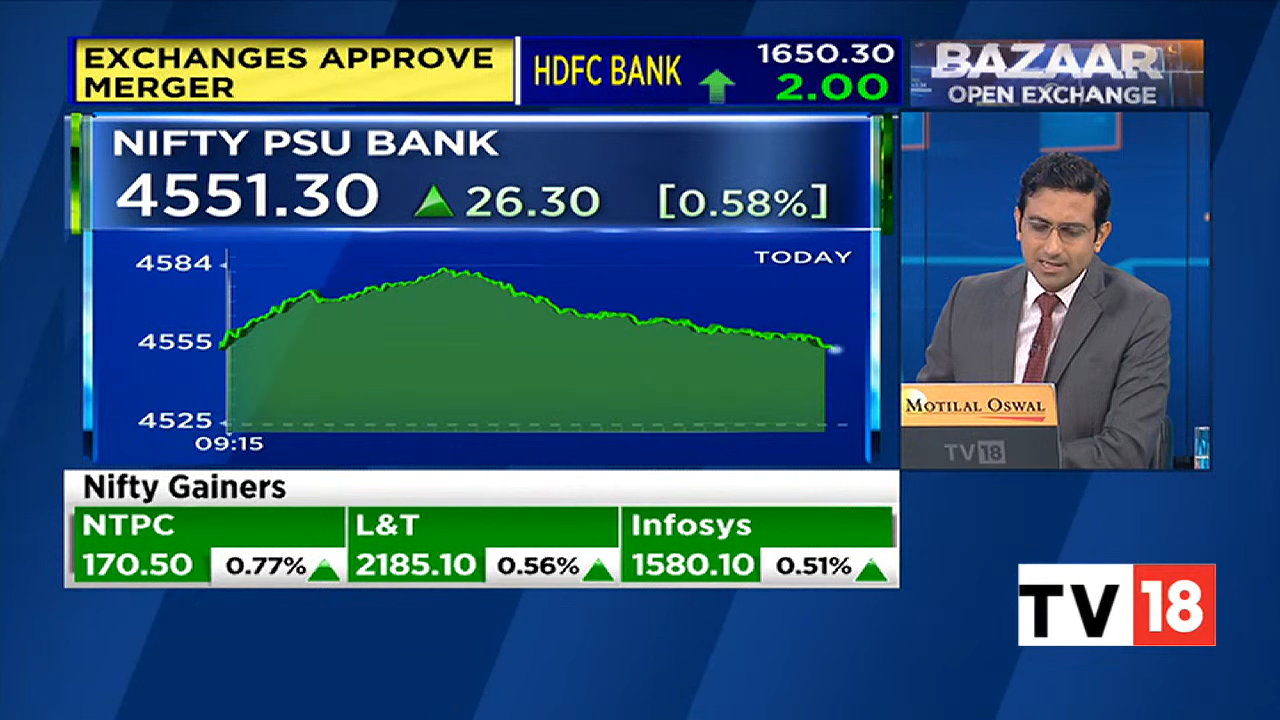 EXCHANGES APPROVE
MERGER
HDFC BANK
1650.30
2.00
BAZAAR
OPEN EXCHANGE
NIFTY PSU BANK
4551.30 26.30 [0.58%]
TODAY
4584
4555
4525
09:15
MOTILAL OSWAL
TV18
Nifty Gainers
NTPC
170.50 0.77%
L&T
2185.10 0.56%
Infosys
1580.10 0.51%
TV18